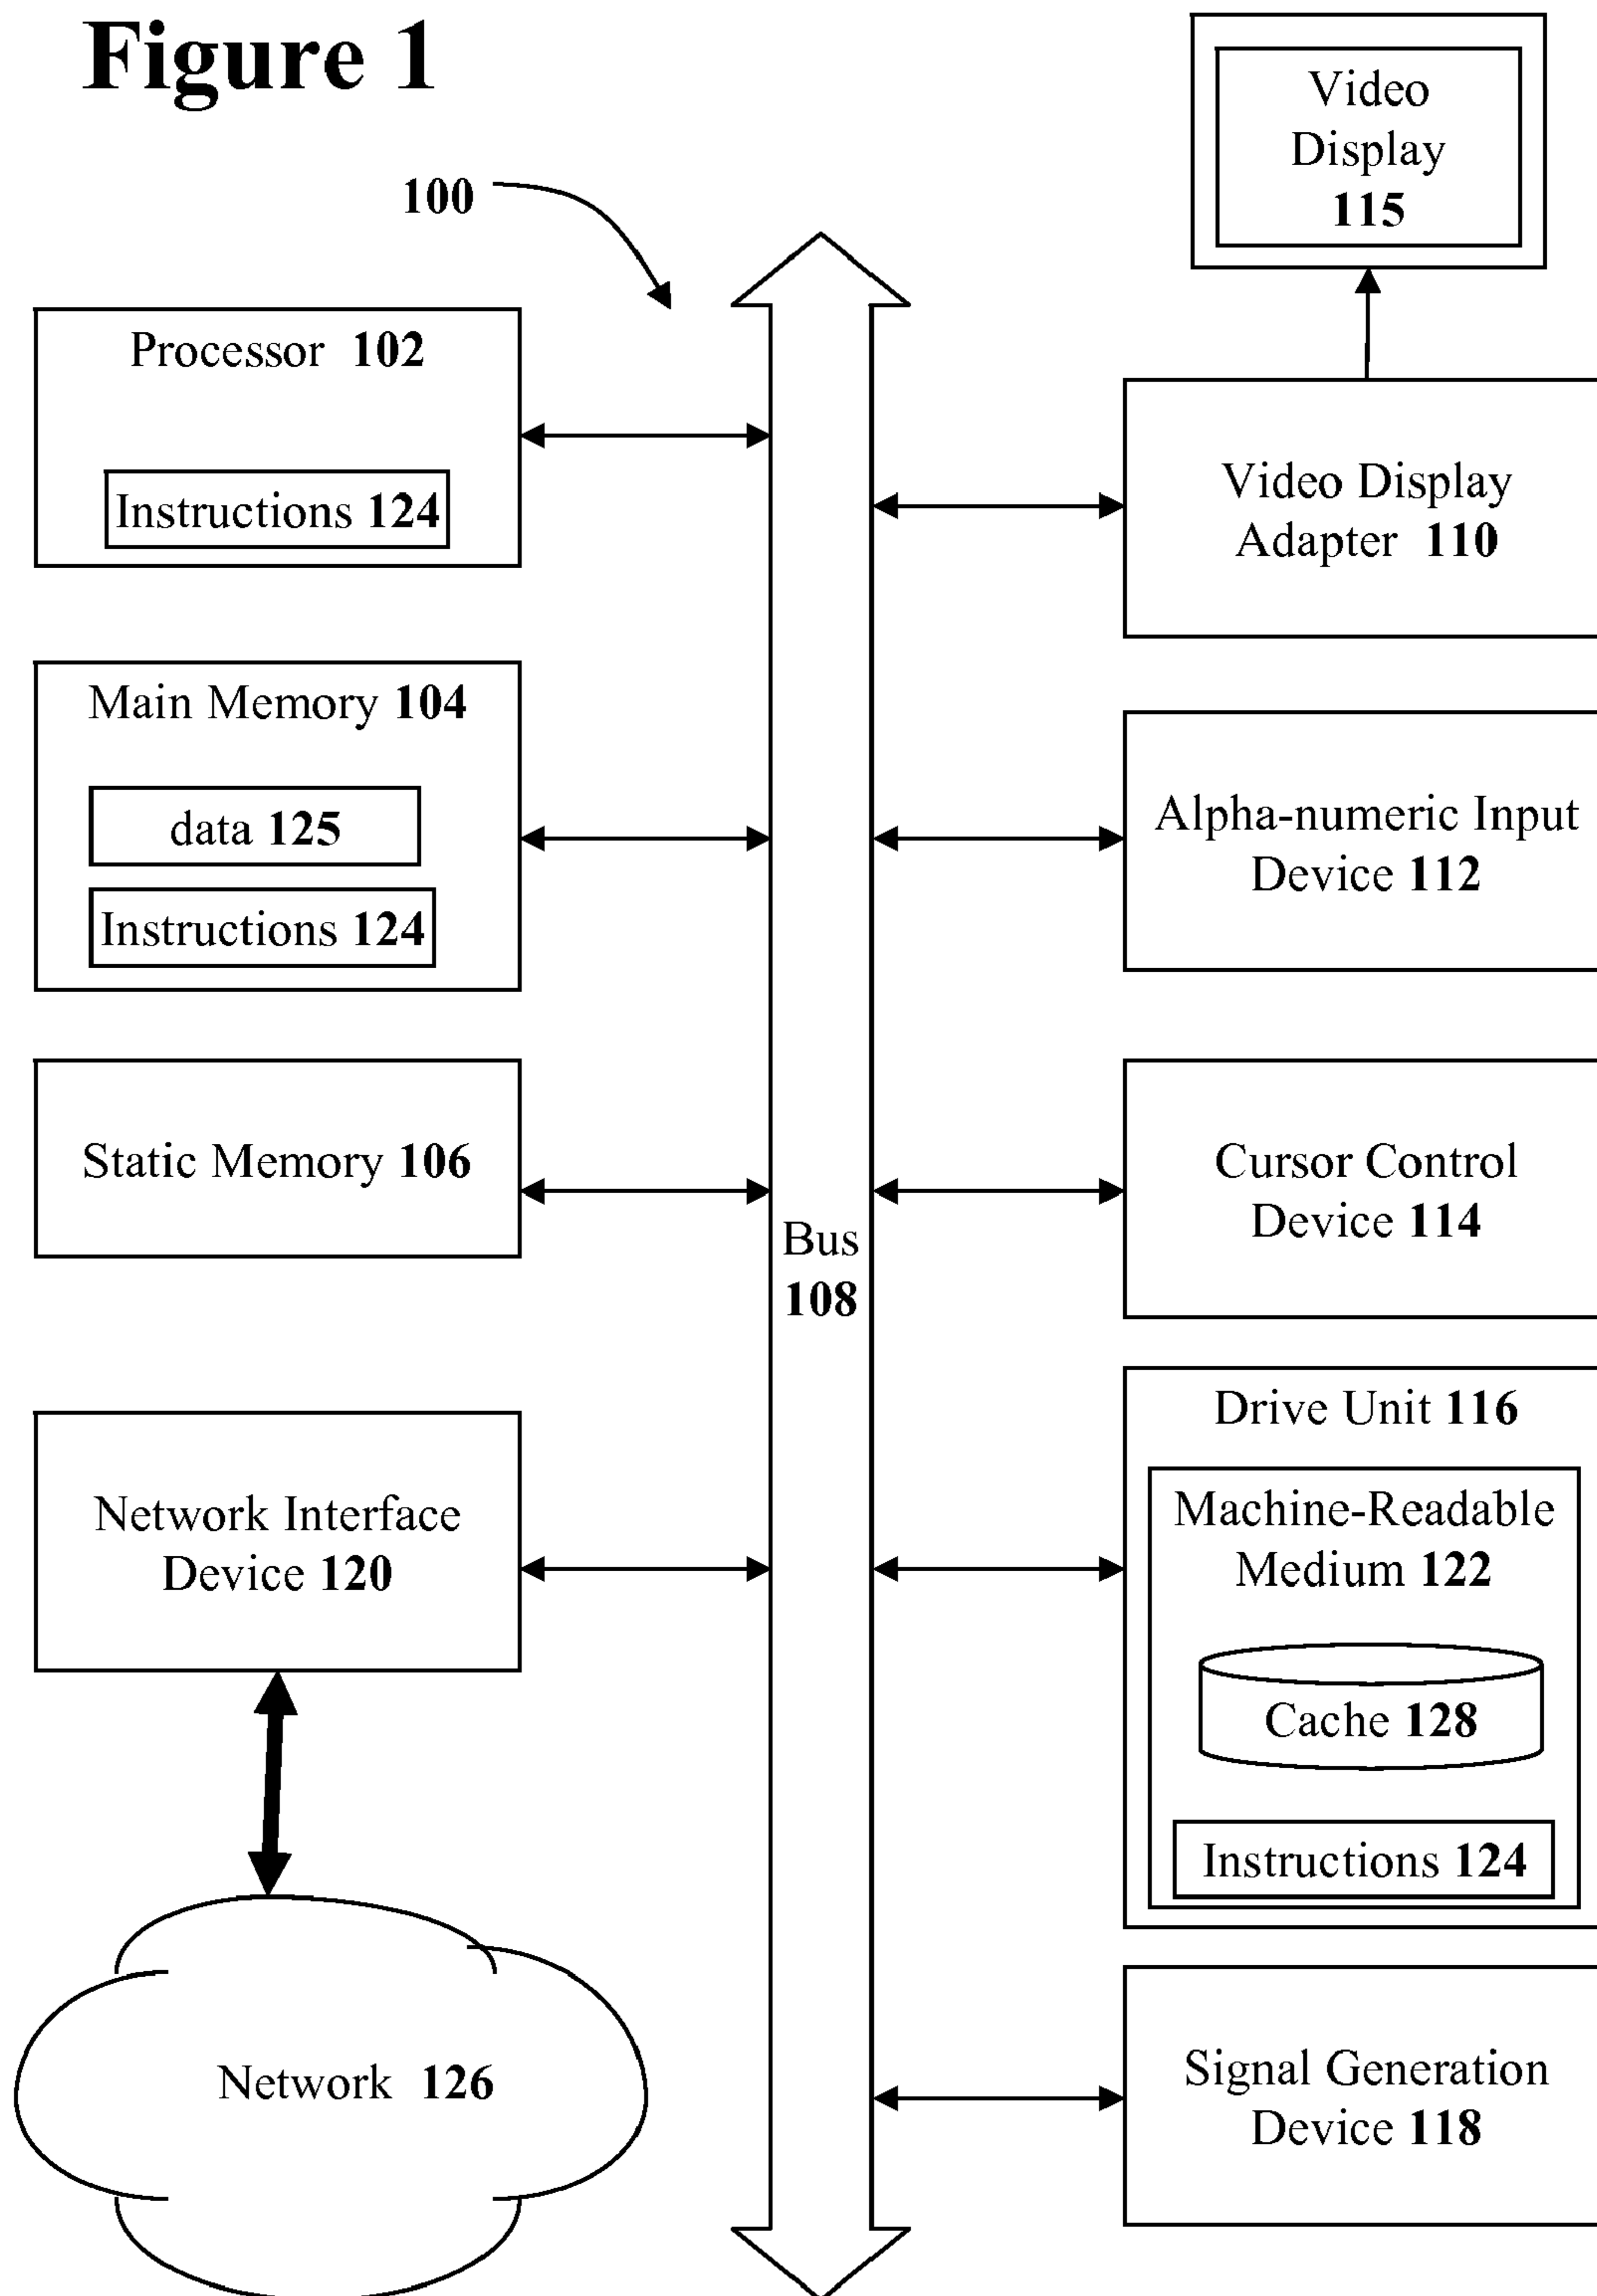 Figure 1
100
Video
Display
115
Processor 102
Instructions 124
Video Display
Adapter 110
Main Memory 104
data 125
Instructions 124
Alpha-numeric Input
Device 112
Static Memory 106
Cursor Control
Device 114
Bus
108
Network Interface
Device 120
Drive Unit 116
Machine-Readable
Medium 122
Cache 128
Instructions 124
Network 126
Signal Generation
Device 118